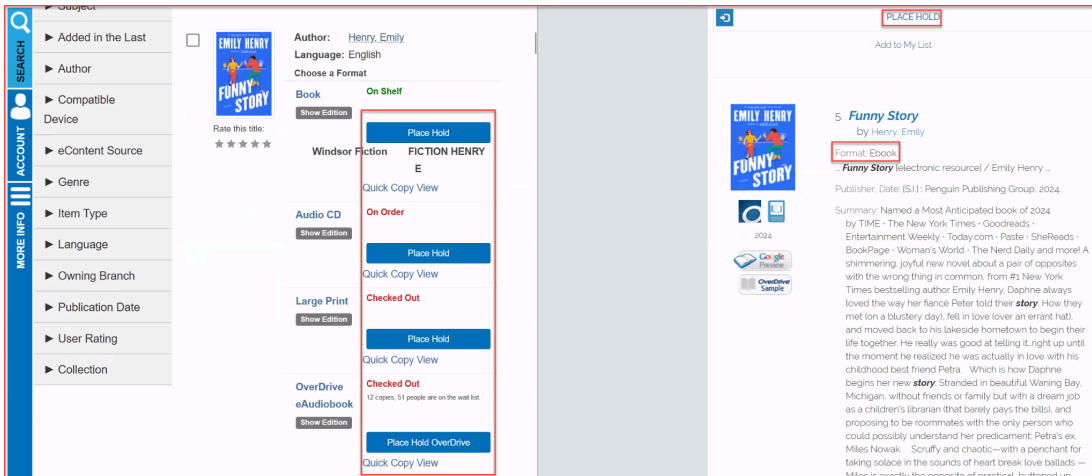 ► Subject
► Added in the Last
► Author
► Compatible
Device
► eContent Source
► Genre
► Item Type
► Language
► Owning Branch
► Publication Date
► User Rating
► Collection
SEARCH
ACCOUNT
MORE INFO
EMILY HENRY
FUNNY
STORY
Rate this title:
Author: Henry, Emily
Language: English
Choose a Format
Book On Shelf
Show Edition
Place Hold
Windsor Fiction FICTION HENRY
E
Quick Copy View
Audio CD On Order
Show Edition
Place Hold
Quick Copy View
Large Print Checked Out
Show Edition
Place Hold
Quick Copy View
OverDrive Checked Out
eAudiobook 12 copies, 51 people are on the wait list.
Show Edition
Place Hold OverDrive
Quick Copy View
PLACE HOLD
Add to My List
EMILY HENRY
FUNNY
STORY
2024
Google
Preview
OverDrive
Sample
5. Funny Story
by Henry, Emily
Format: Ebook
... Funny Story [electronic resource] / Emily Henry ...
Publisher, Date: [S.l.] : Penguin Publishing Group, 2024.
Summary: Named a Most Anticipated book of 2024
by TIME · The New York Times · Goodreads ·
Entertainment Weekly · Today.com · Paste · SheReads ·
BookPage · Woman's World · The Nerd Daily and more! A
shimmering, joyful new novel about a pair of opposites
with the wrong thing in common, from #1 New York
Times bestselling author Emily Henry. Daphne always
loved the way her fiancé Peter told their story. How they
met (on a blustery day), fell in love (over an errant hat),
and moved back to his lakeside hometown to begin their
life together. He really was good at telling it…right up until
the moment he realized he was actually in love with his
childhood best friend Petra. Which is how Daphne
begins her new story: Stranded in beautiful Waning Bay,
Michigan, without friends or family but with a dream job
as a children's librarian (that barely pays the bills), and
proposing to be roommates with the only person who
could possibly understand her predicament: Petra's ex,
Miles Nowak. Scruffy and chaotic—with a penchant for
taking solace in the sounds of heart break love ballads —
Miles is exactly the opposite of practical, buttoned up